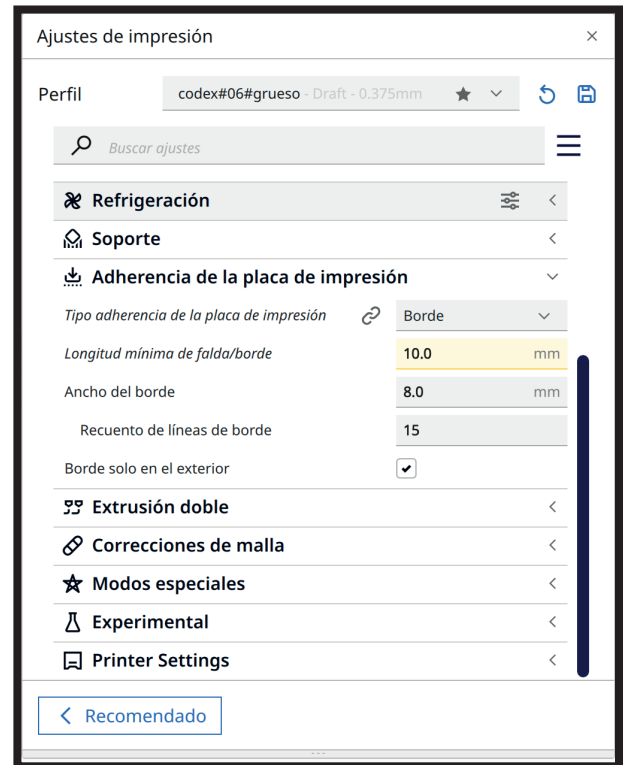 Ajustes de impresión
Perfil codex#06#grueso - Draft - 0.375mm
Buscar ajustes
Refrigeración
Soporte
Adherencia de la placa de impresión
Tipo adherencia de la placa de impresión Borde
Longitud mínima de falda/borde 10.0 mm
Ancho del borde 8.0 mm
Recuento de líneas de borde 15
Borde solo en el exterior
Extrusión doble
Correcciones de malla
Modos especiales
Experimental
Printer Settings
Recomendado